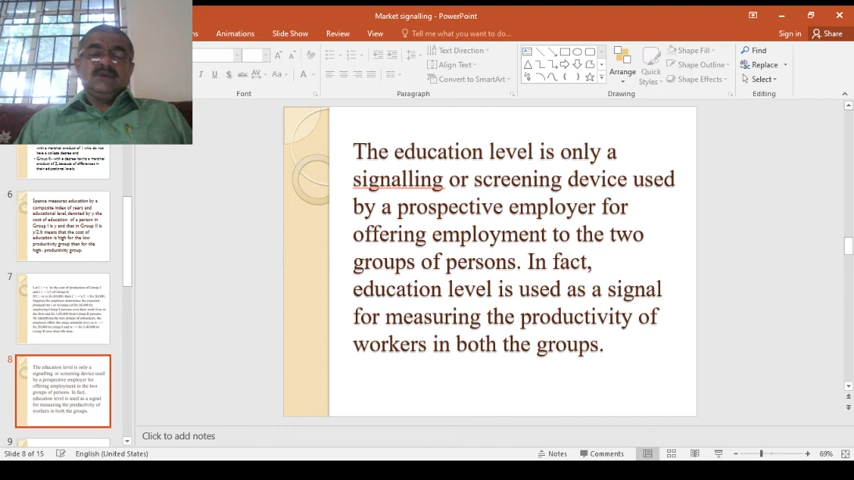 Market signalling - PowerPoint
Sign in
Share
Animations
Slide Show
Review
View
Tell me what you want to do...
Text Direction
Align Text
Convert to SmartArt
Arrange
Quick Styles
Shape Fill
Shape Outline
Shape Effects
Find
Replace
Select
Font
Paragraph
Drawing
Editing
6
Spence measures education by a
composite index of years and
educational level, denoted by y the
cost of education of a person in
Group I is y and that in Group II is
y/2. It means that the cost of
education is high for the low
productivity group than for the
high- productivity group.
7
8
The education level is only a
signalling or screening device used
by a prospective employer for
offering employment to the two
groups of persons. In fact,
education level is used as a signal
for measuring the productivity of
workers in both the groups.
9
The education level is only a
signalling or screening device used
by a prospective employer for
offering employment to the two
groups of persons. In fact,
education level is used as a signal
for measuring the productivity of
workers in both the groups.
Click to add notes
Slide 8 of 15
English (United States)
Notes
Comments
69%